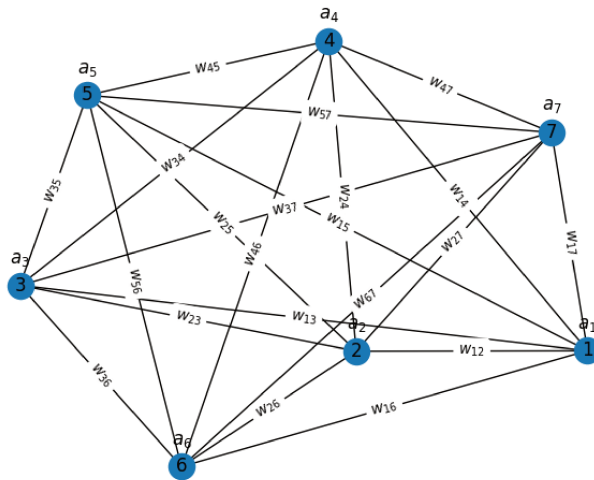 a₄
4
a₅
5
w₄₅
w₄₇
a₇
7
w₅₇
w₃₄
w₃₅
w₂₄
w₁₄
w₃₇
w₂₅
w₁₅
w₂₇
w₁₇
w₄₆
a₃
3
w₅₆
w₆₇
w₂₃
w₁₃
a₂
2
w₁₂
a₁
1
w₃₆
w₂₆
w₁₆
a₆
6